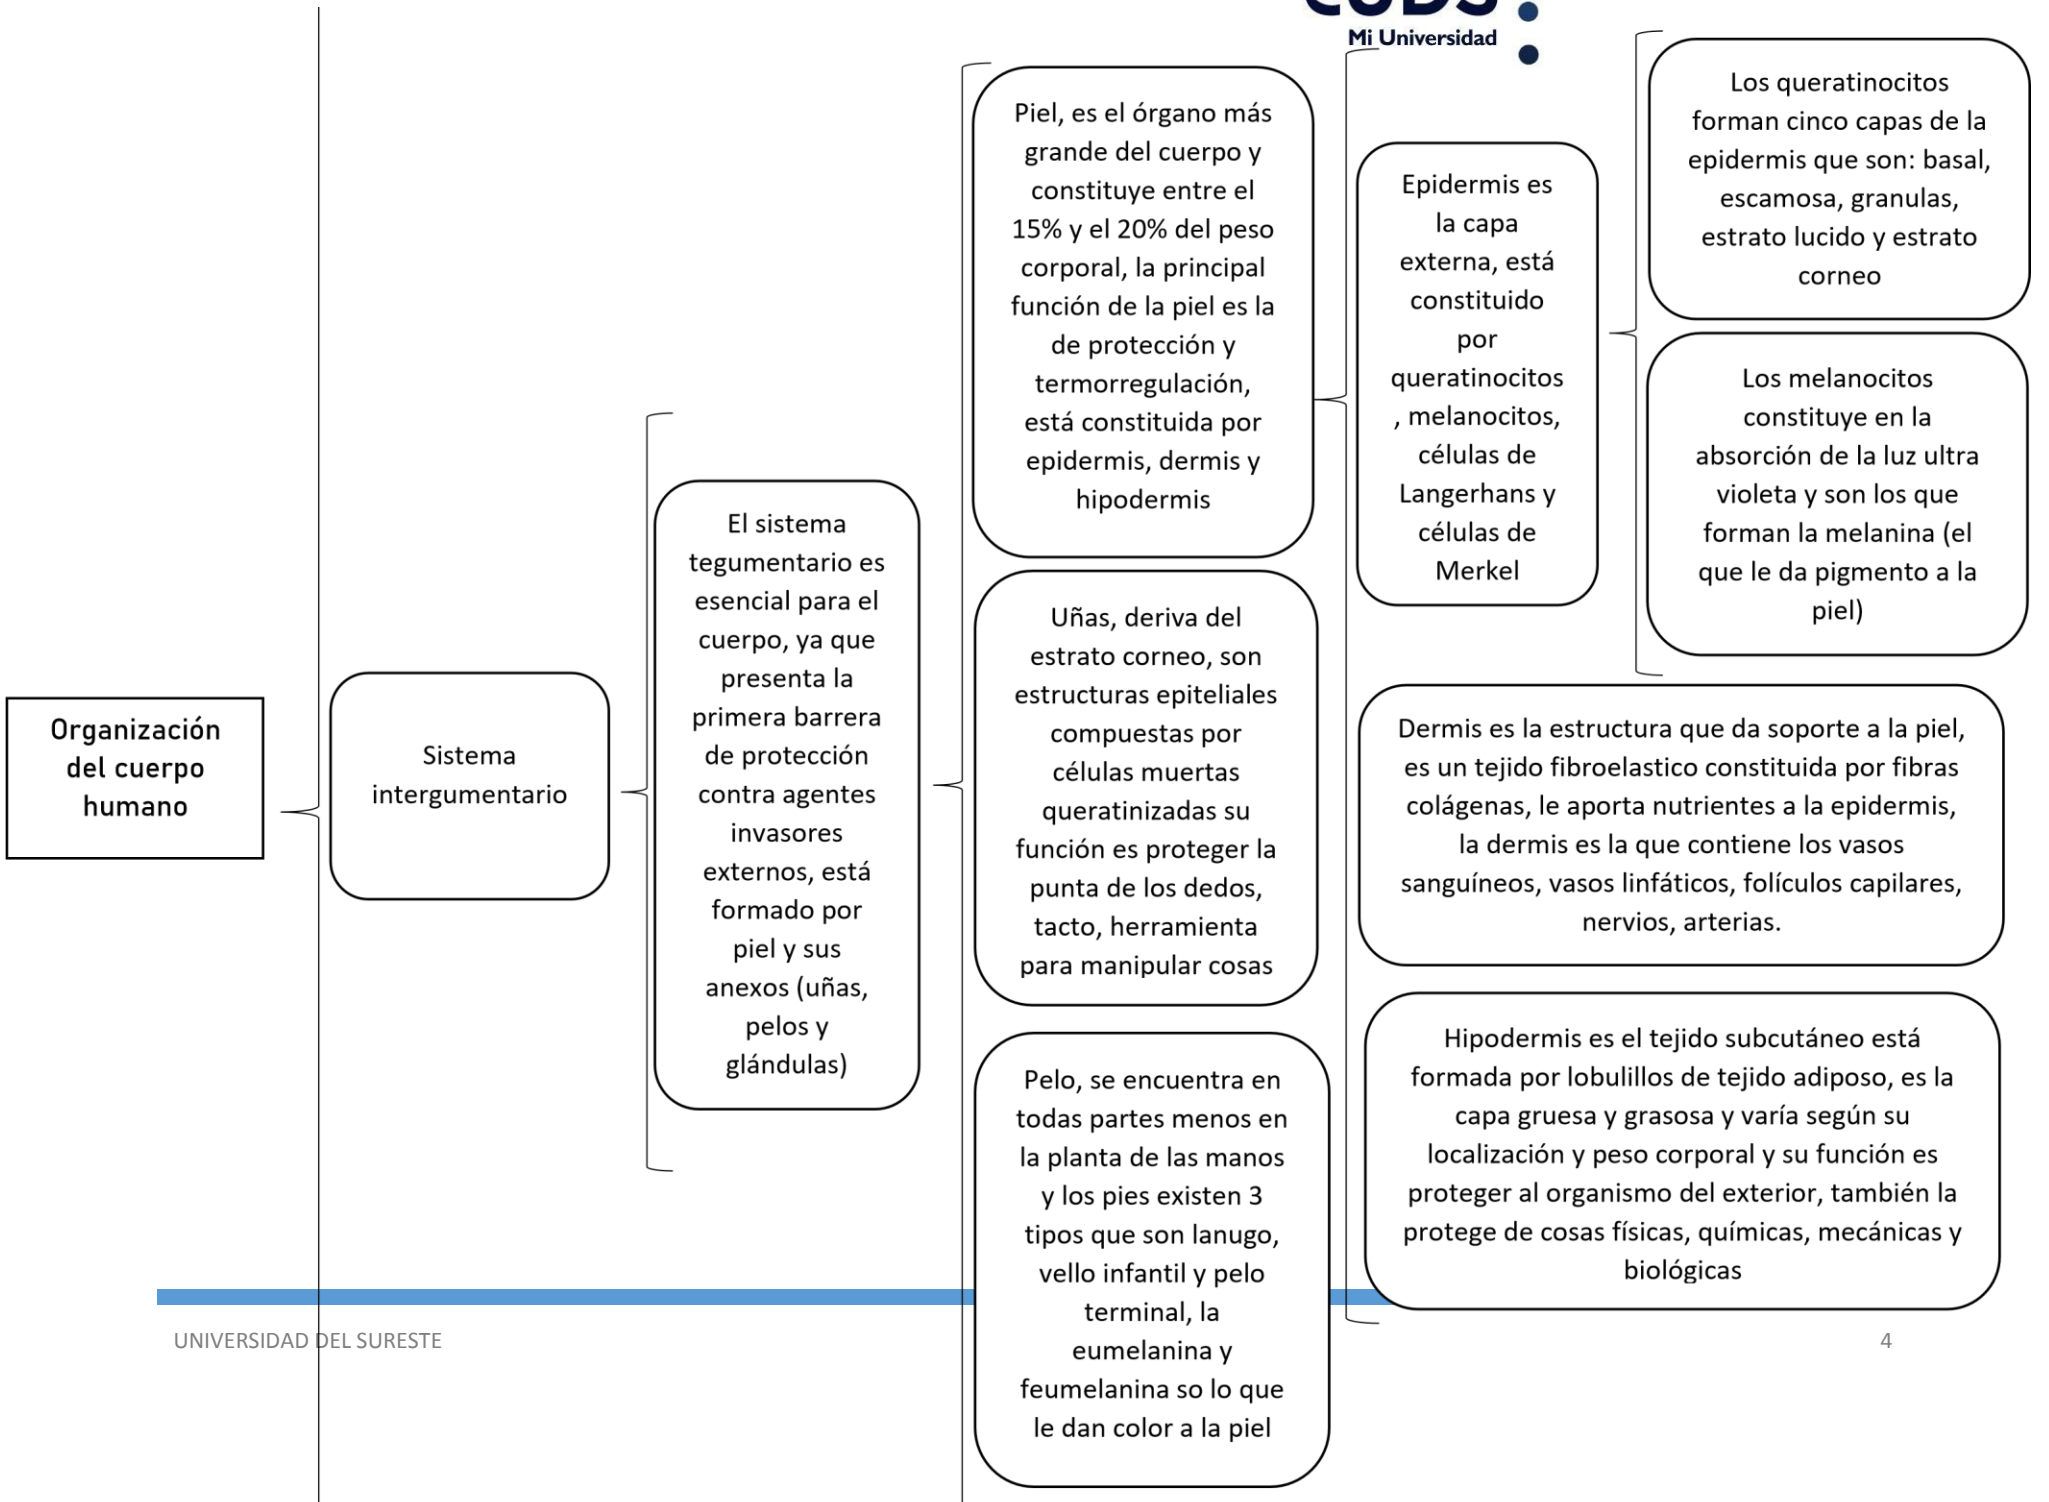 Mi Universidad
Organización
del cuerpo
humano
Sistema
intergumentario
El sistema
tegumentario es
esencial para el
cuerpo, ya que
presenta la
primera barrera
de protección
contra agentes
invasores
externos, está
formado por
piel y sus
anexos (uñas,
pelos y
glándulas)
Piel, es el órgano más
grande del cuerpo y
constituye entre el
15% y el 20% del peso
corporal, la principal
función de la piel es la
de protección y
termorregulación,
está constituida por
epidermis, dermis y
hipodermis
Epidermis es
la capa
externa, está
constituido
por
queratinocitos
, melanocitos,
células de
Langerhans y
células de
Merkel
Los queratinocitos
forman cinco capas de la
epidermis que son: basal,
escamosa, granulas,
estrato lucido y estrato
corneo
Los melanocitos
constituye en la
absorción de la luz ultra
violeta y son los que
forman la melanina (el
que le da pigmento a la
piel)
Dermis es la estructura que da soporte a la piel,
es un tejido fibroelastico constituida por fibras
colágenas, le aporta nutrientes a la epidermis,
la dermis es la que contiene los vasos
sanguíneos, vasos linfáticos, folículos capilares,
nervios, arterias.
Hipodermis es el tejido subcutáneo está
formada por lobulillos de tejido adiposo, es la
capa gruesa y grasosa y varía según su
localización y peso corporal y su función es
proteger al organismo del exterior, también la
protege de cosas físicas, químicas, mecánicas y
biológicas
Uñas, deriva del
estrato corneo, son
estructuras epiteliales
compuestas por
células muertas
queratinizadas su
función es proteger la
punta de los dedos,
tacto, herramienta
para manipular cosas
Pelo, se encuentra en
todas partes menos en
la planta de las manos
y los pies existen 3
tipos que son lanugo,
vello infantil y pelo
terminal, la
eumelanina y
feumelanina so lo que
le dan color a la piel
UNIVERSIDAD DEL SURESTE
4